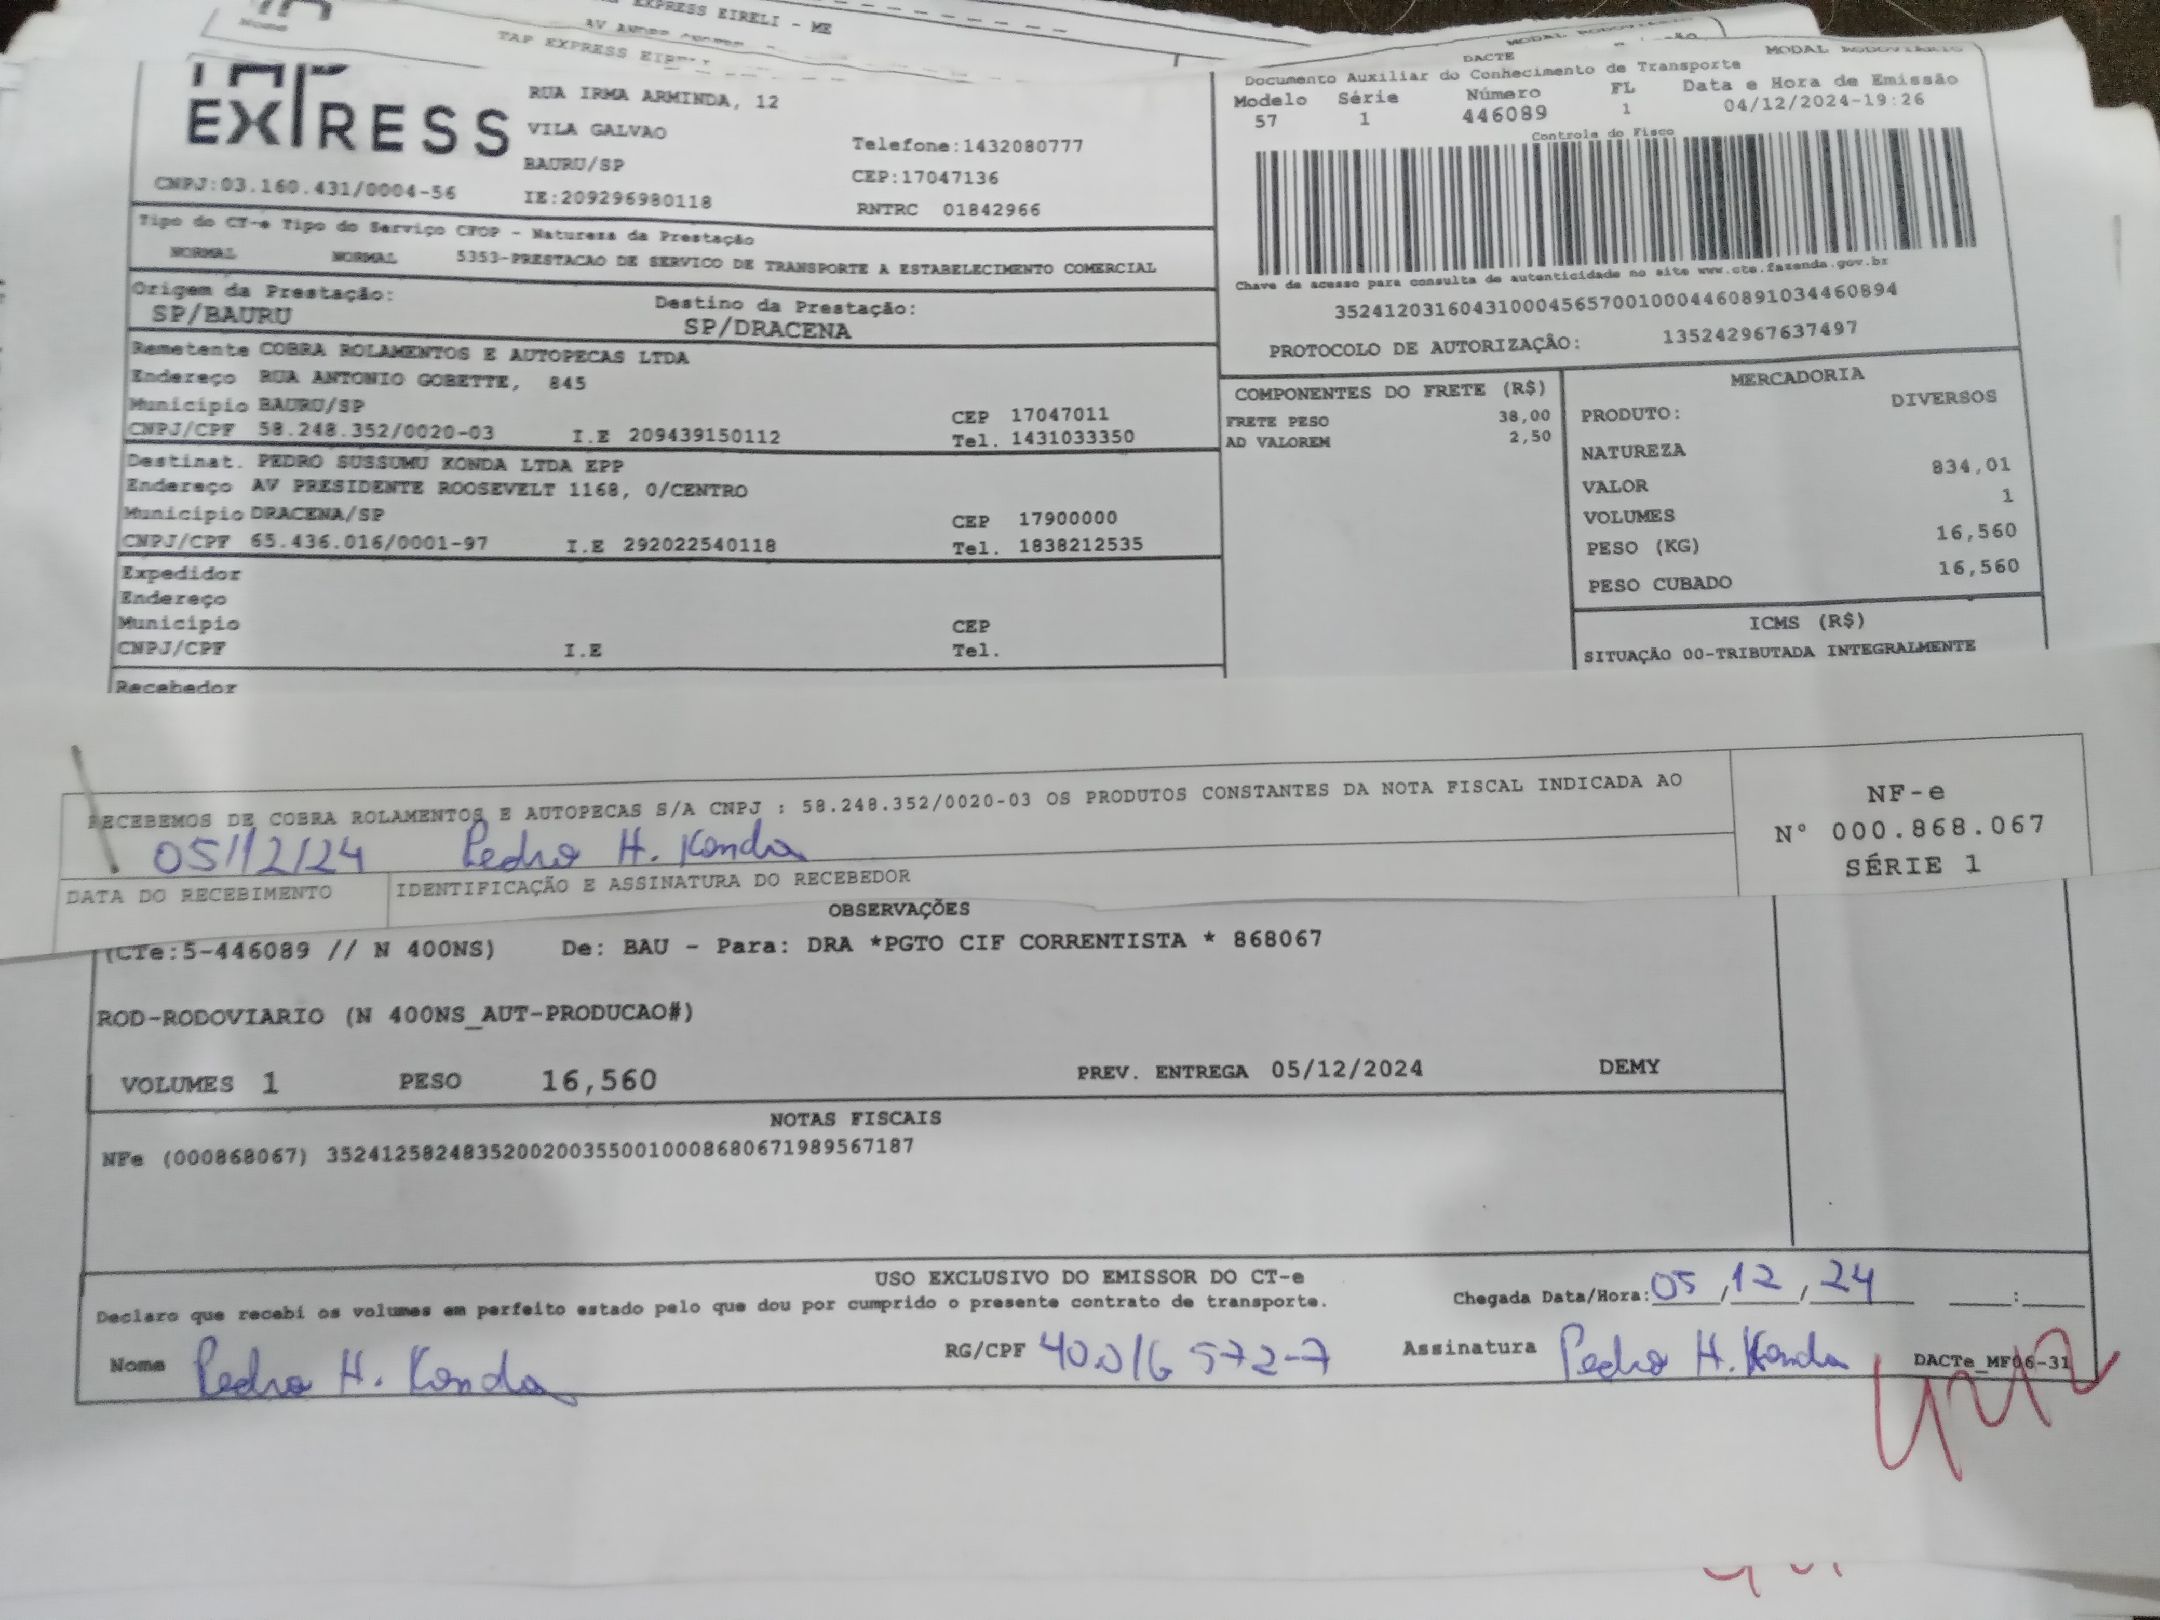 EXPRESS EIRELI - ME
TAP EXPRESS
EXPRESS
RUA IRMA ARMINDA, 12
VILA GALVAO
BAURU/SP
Telefone:1432080777
CEP:17047136
CNPJ:03.160.431/0004-56
IE:209296980118
RNTRC 01842966
MODAL RODOVIÁRIO
DACTE
Documento Auxiliar do Conhecimento de Transporte
Modelo Série Número FL Data e Hora de Emissão
57 1 446089 1 04/12/2024-19:26
Controle do Fisco
Chave de acesso para consulta de autenticidade no site www.cte.fazenda.gov.br
35241203160431000456570010004460891034460894
PROTOCOLO DE AUTORIZAÇÃO: 135242967637497
Tipo do CT-e Tipo do Serviço CFOP - Natureza da Prestação
NORMAL NORMAL 5353-PRESTACAO DE SERVICO DE TRANSPORTE A ESTABELECIMENTO COMERCIAL
Origem da Prestação: Destino da Prestação:
SP/BAURU SP/DRACENA
Remetente COBRA ROLAMENTOS E AUTOPECAS LTDA
Endereço RUA ANTONIO GOBETTE, 845
Município BAURU/SP CEP 17047011
CNPJ/CPF 58.248.352/0020-03 I.E 209439150112 Tel. 1431033350
Destinat. PEDRO SUSSUMU KONDA LTDA EPP
Endereço AV PRESIDENTE ROOSEVELT 1168, 0/CENTRO
Município DRACENA/SP CEP 17900000
CNPJ/CPF 65.436.016/0001-97 I.E 292022540118 Tel. 1838212535
Expedidor
Endereço
Município CEP
CNPJ/CPF I.E Tel.
Recebedor
COMPONENTES DO FRETE (R$)
FRETE PESO 38,00
AD VALOREM 2,50
MERCADORIA
PRODUTO: DIVERSOS
NATUREZA
VALOR 834,01
VOLUMES 1
PESO (KG) 16,560
PESO CUBADO 16,560
ICMS (R$)
SITUAÇÃO 00-TRIBUTADA INTEGRALMENTE
RECEBEMOS DE COBRA ROLAMENTOS E AUTOPECAS S/A CNPJ : 58.248.352/0020-03 OS PRODUTOS CONSTANTES DA NOTA FISCAL INDICADA AO
05/12/24 Pedro H. Konda
DATA DO RECEBIMENTO IDENTIFICAÇÃO E ASSINATURA DO RECEBEDOR
NF-e
N° 000.868.067
SÉRIE 1
OBSERVAÇÕES
(CTe:5-446089 // N 400NS) De: BAU - Para: DRA *PGTO CIF CORRENTISTA * 868067
ROD-RODOVIARIO (N 400NS_AUT-PRODUCAO#)
VOLUMES 1 PESO 16,560 PREV. ENTREGA 05/12/2024 DEMY
NOTAS FISCAIS
NFe (000868067) 35241258248352002003550010008680671989567187
USO EXCLUSIVO DO EMISSOR DO CT-e
Declaro que recebi os volumes em perfeito estado pelo que dou por cumprido o presente contrato de transporte.
Chegada Data/Hora: 05/12/24 ___:___
Nome Pedro H. Konda RG/CPF 40.016 572-7 Assinatura Pedro H. Konda DACTe_MF06-31